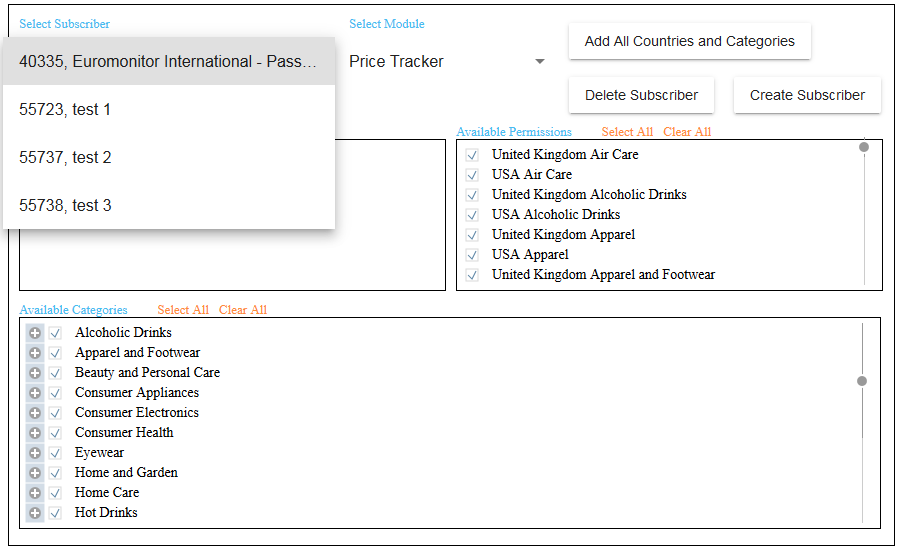 Select Subscriber
Select Module
40335, Euromonitor International - Pass...
Price Tracker
Add All Countries and Categories
55723, test 1
Delete Subscriber
Create Subscriber
55737, test 2
55738, test 3
Available Permissions Select All Clear All
United Kingdom Air Care
USA Air Care
United Kingdom Alcoholic Drinks
USA Alcoholic Drinks
United Kingdom Apparel
USA Apparel
United Kingdom Apparel and Footwear
Available Categories Select All Clear All
Alcoholic Drinks
Apparel and Footwear
Beauty and Personal Care
Consumer Appliances
Consumer Electronics
Consumer Health
Eyewear
Home and Garden
Home Care
Hot Drinks